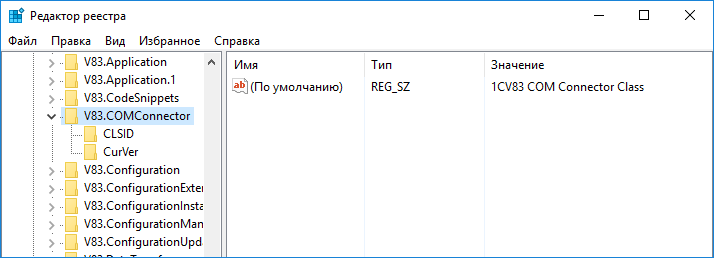 Редактор реестра
Файл Правка Вид Избранное Справка
V83.Application
V83.Application.1
V83.CodeSnippets
V83.COMConnector
CLSID
CurVer
V83.Configuration
V83.ConfigurationExter
V83.ConfigurationInsta
V83.ConfigurationMan
V83.ConfigurationUpd
Имя Тип Значение
ab (По умолчанию) REG_SZ 1CV83 COM Connector Class